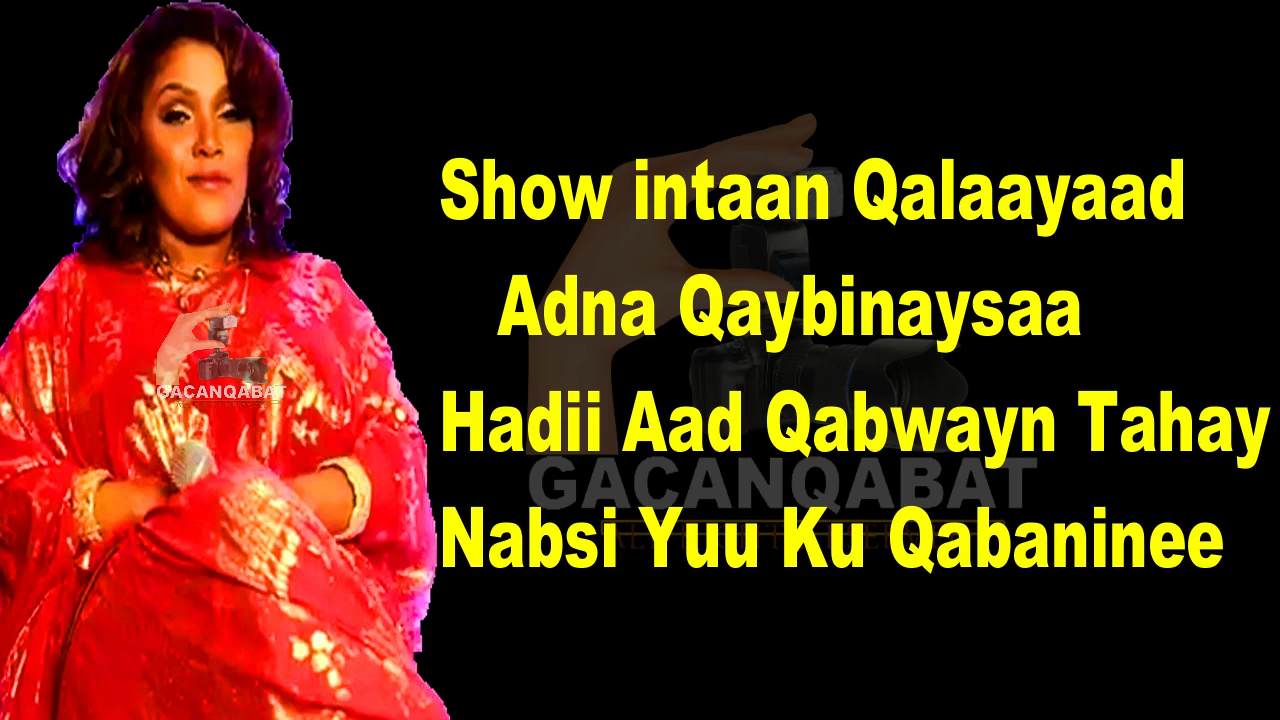 Show intaan Qalaayaad
Adna Qaybinaysaa
Hadii Aad Qabwayn Tahay
Nabsi Yuu Ku Qabaninee
GACANQABAT
GACANQABAT